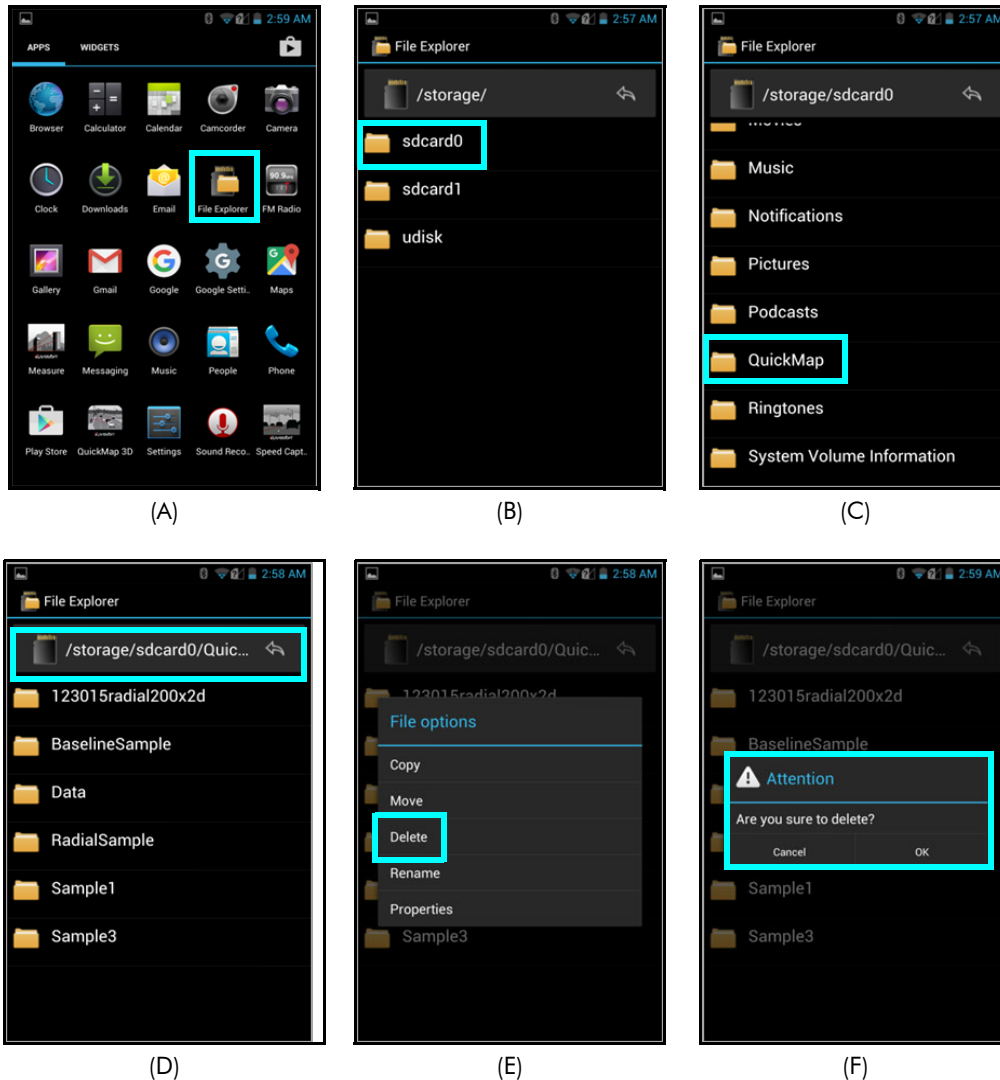 2:59 AM
APPS WIDGETS
Browser Calculator Calendar Camcorder Camera
90.9
Clock Downloads Email File Explorer FM Radio
Gallery Gmail Google Google Setti.. Maps
Measure Messaging Music People Phone
Play Store QuickMap 3D Settings Sound Reco.. Speed Capt..
(A)
2:57 AM
File Explorer
/storage/
sdcard0
sdcard1
udisk
(B)
2:57 AM
File Explorer
/storage/sdcard0
Movies
Music
Notifications
Pictures
Podcasts
QuickMap
Ringtones
System Volume Information
(C)
2:58 AM
File Explorer
/storage/sdcard0/Quic...
123015radial200x2d
BaselineSample
Data
RadialSample
Sample1
Sample3
(D)
2:58 AM
File Explorer
/storage/sdcard0/Quic...
123015radial200x2d
File options
Copy
Move
Delete
Rename
Properties
Sample3
(E)
2:59 AM
File Explorer
/storage/sdcard0/Quic...
123015radial200x2d
BaselineSample
Attention
Are you sure to delete?
Cancel OK
Sample1
Sample3
(F)